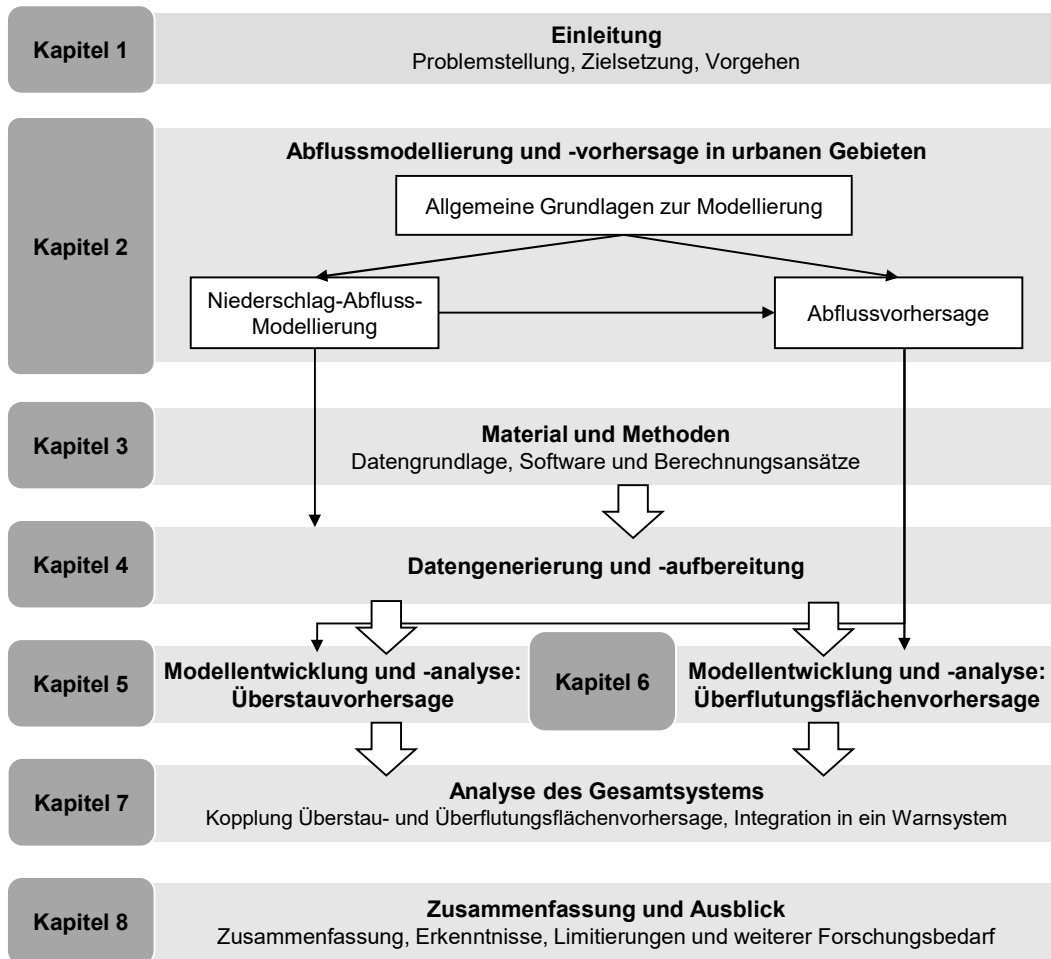 Kapitel 1
Einleitung
Problemstellung, Zielsetzung, Vorgehen
Kapitel 2
Abflussmodellierung und -vorhersage in urbanen Gebieten
Allgemeine Grundlagen zur Modellierung
Niederschlag-Abfluss-
Modellierung
Abflussvorhersage
Kapitel 3
Material und Methoden
Datengrundlage, Software und Berechnungsansätze
Kapitel 4
Datengenerierung und -aufbereitung
Kapitel 5
Modellentwicklung und -analyse:
Überstauvorhersage
Kapitel 6
Modellentwicklung und -analyse:
Überflutungsflächenvorhersage
Kapitel 7
Analyse des Gesamtsystems
Kopplung Überstau- und Überflutungsflächenvorhersage, Integration in ein Warnsystem
Kapitel 8
Zusammenfassung und Ausblick
Zusammenfassung, Erkenntnisse, Limitierungen und weiterer Forschungsbedarf